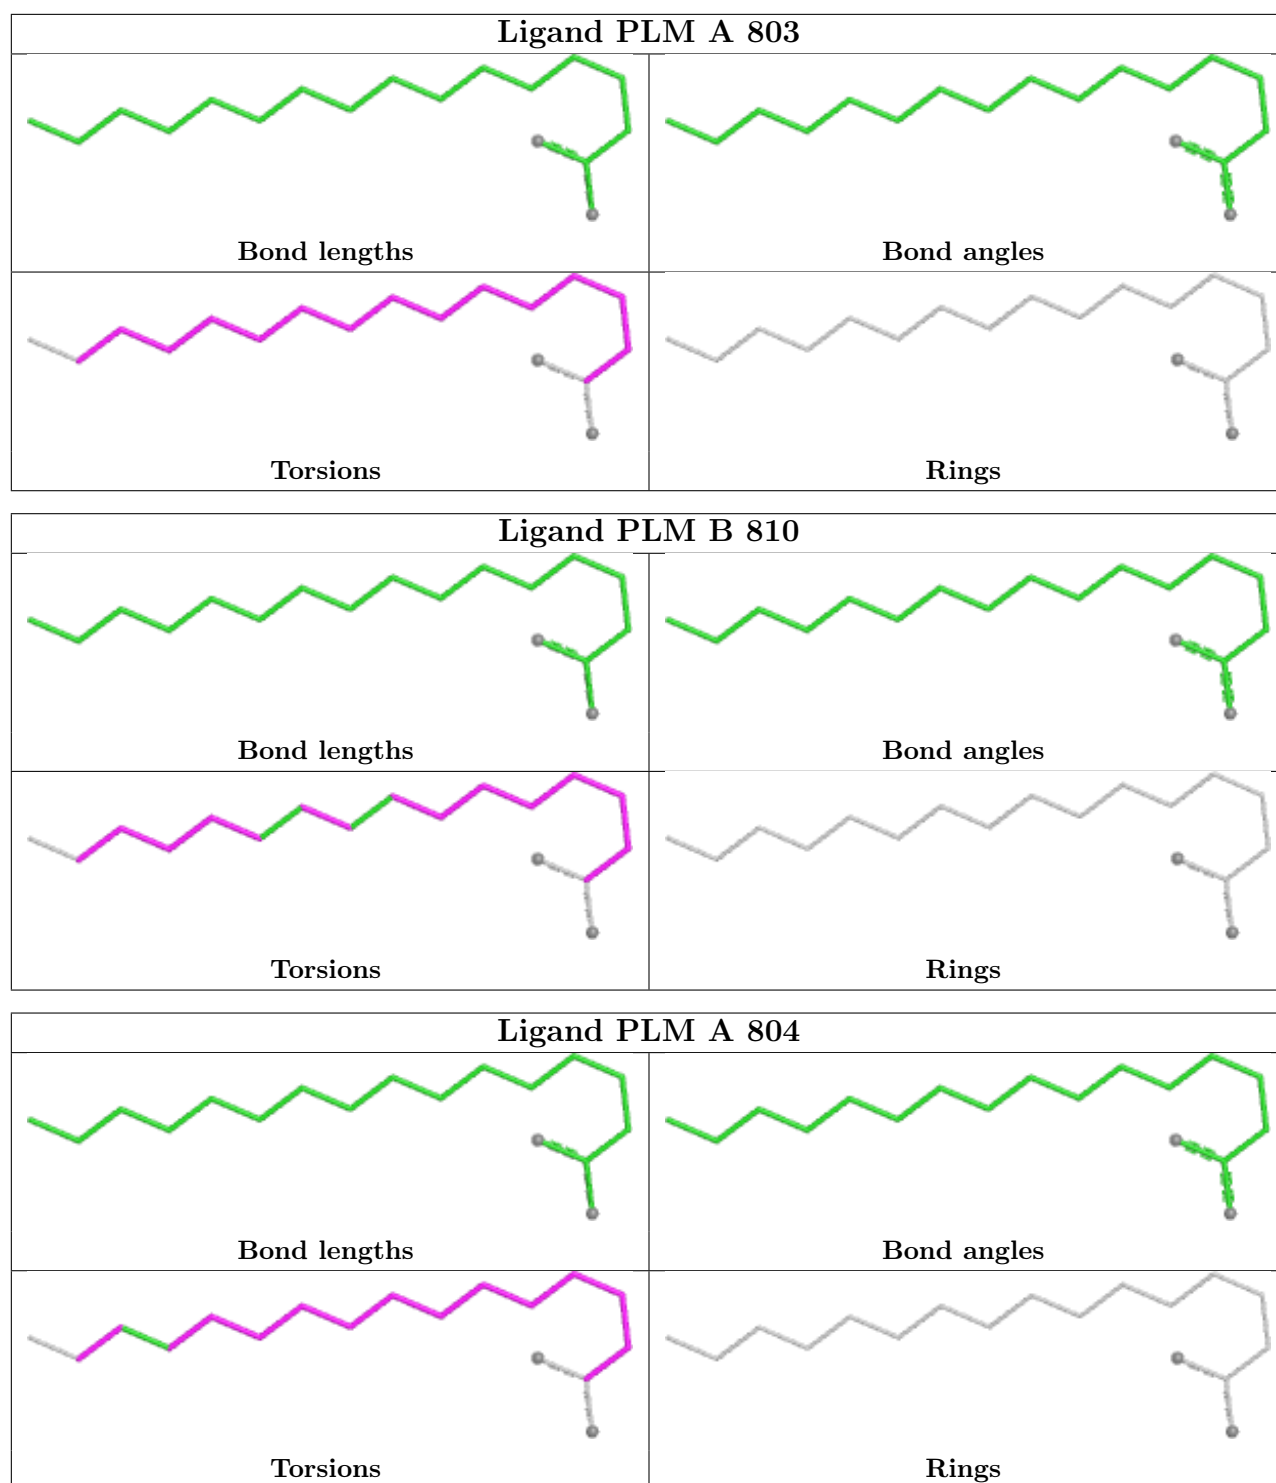 Ligand PLM A 803
Bond lengths
Bond angles
Torsions
Rings
Ligand PLM B 810
Bond lengths
Bond angles
Torsions
Rings
Ligand PLM A 804
Bond lengths
Bond angles
Torsions
Rings